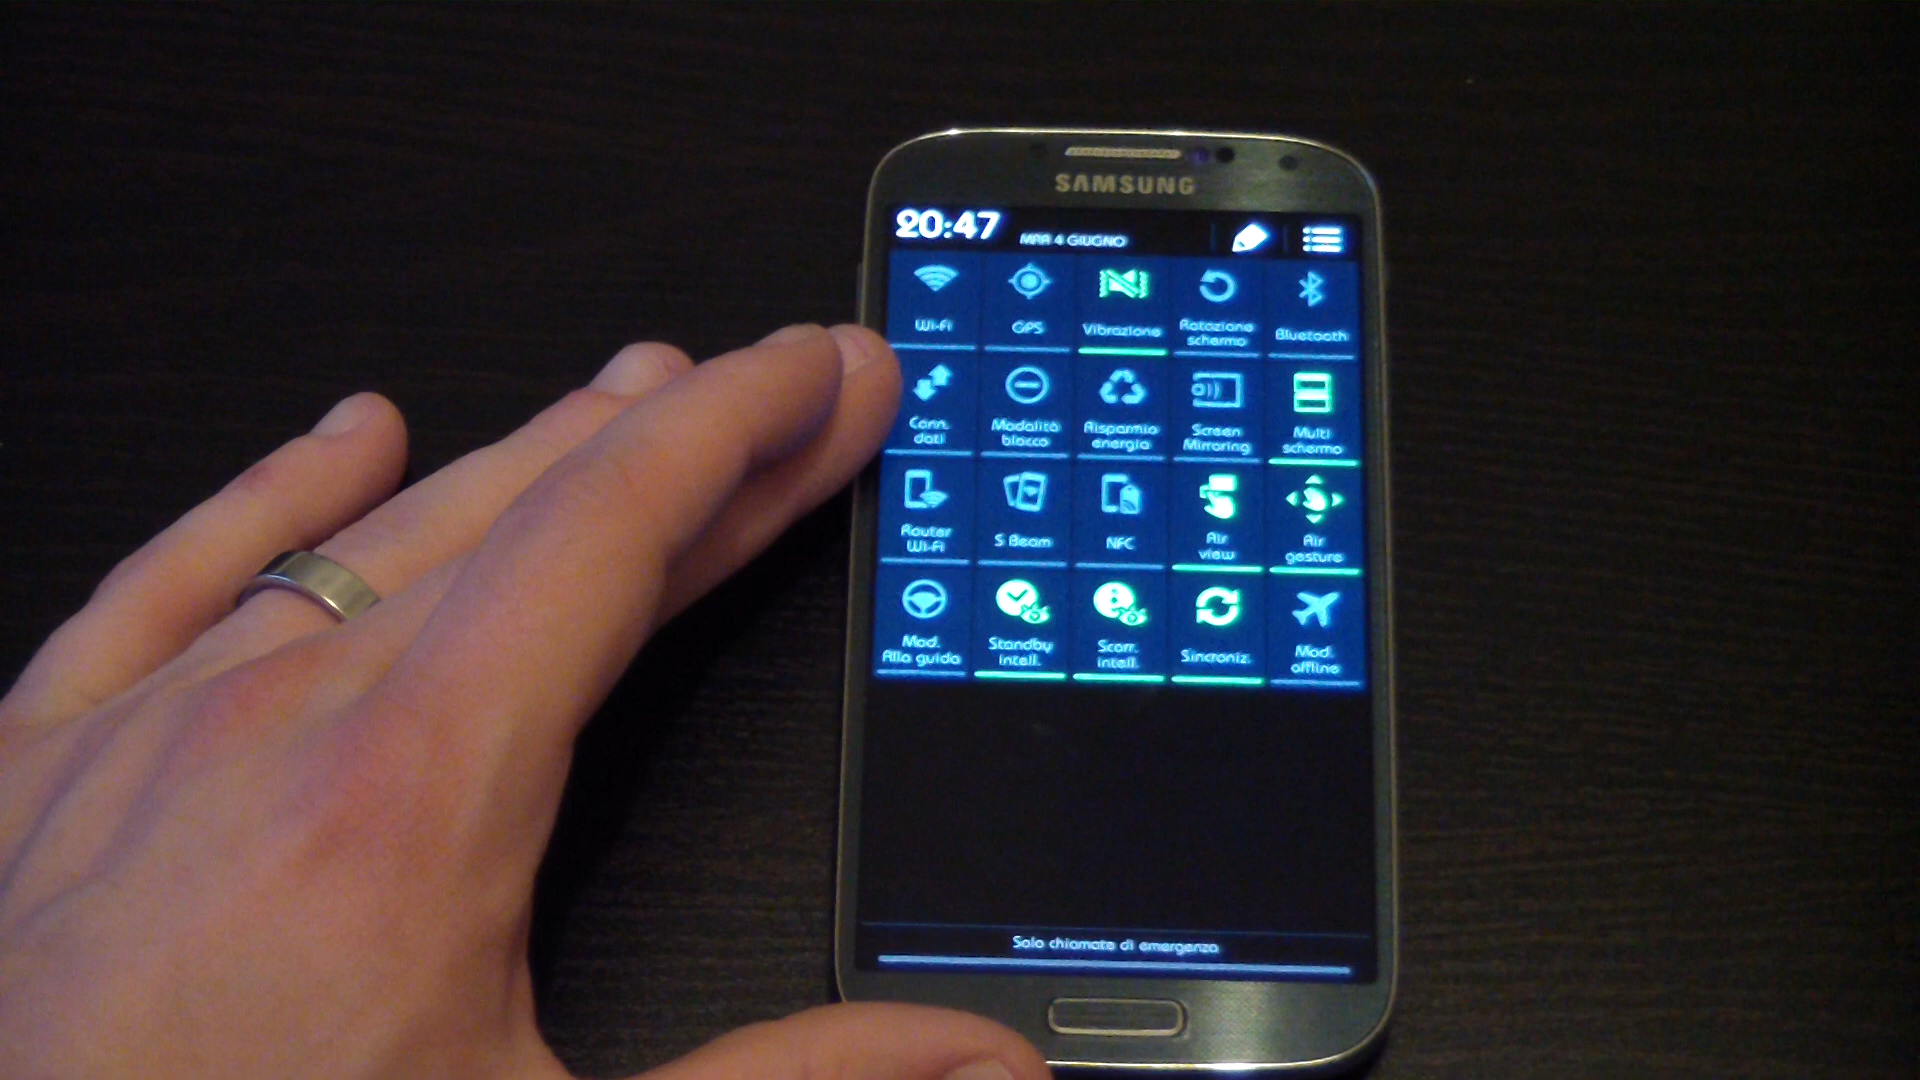 SAMSUNG
20:47 MAR 4 GIUGNO
Wi-Fi GPS Vibrazione Rotazione schermo Bluetooth
Conn. dati Modalità blocco Risparmio energia Screen Mirroring Multi schermo
Router Wi-Fi S Beam NFC Air view Air gesture
Mod. Alla guida Standby intell. Scorr. intell. Sincroniz. Mod. offline
Solo chiamate di emergenza